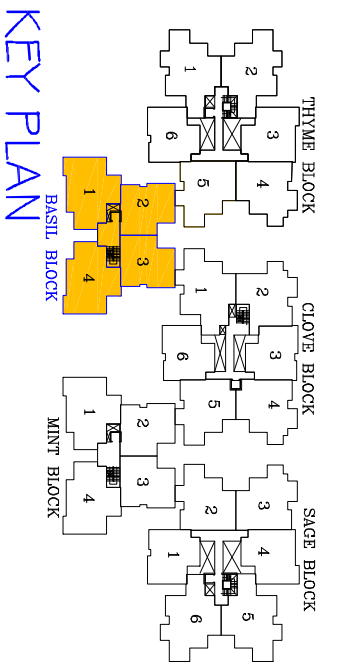 THYME BLOCK
2 3 4
1 6 5
CLOVE BLOCK
2 3 4
1 6 5
SAGE BLOCK
3 4 5
2 1 6
2 3
1 4
BASIL BLOCK
2 3
1 4
MINT BLOCK
KEY PLAN